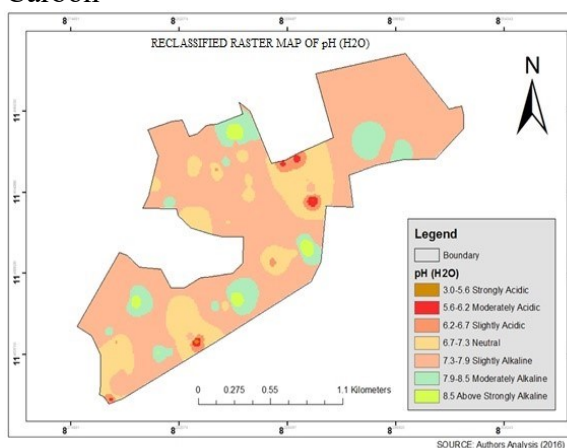 Carbon
RECLASSIFIED RASTER MAP OF pH (H2O)
N
Legend
Boundary
pH (H2O)
3.0-5.6 Strongly Acidic
5.6-6.2 Moderately Acidic
6.2-6.7 Slightly Acidic
6.7-7.3 Neutral
7.3-7.9 Slightly Alkaline
7.9-8.5 Moderately Alkaline
8.5 Above Strongly Alkaline
0 0.275 0.55 1.1 Kilometers
SOURCE: Authors Analysis (2016)